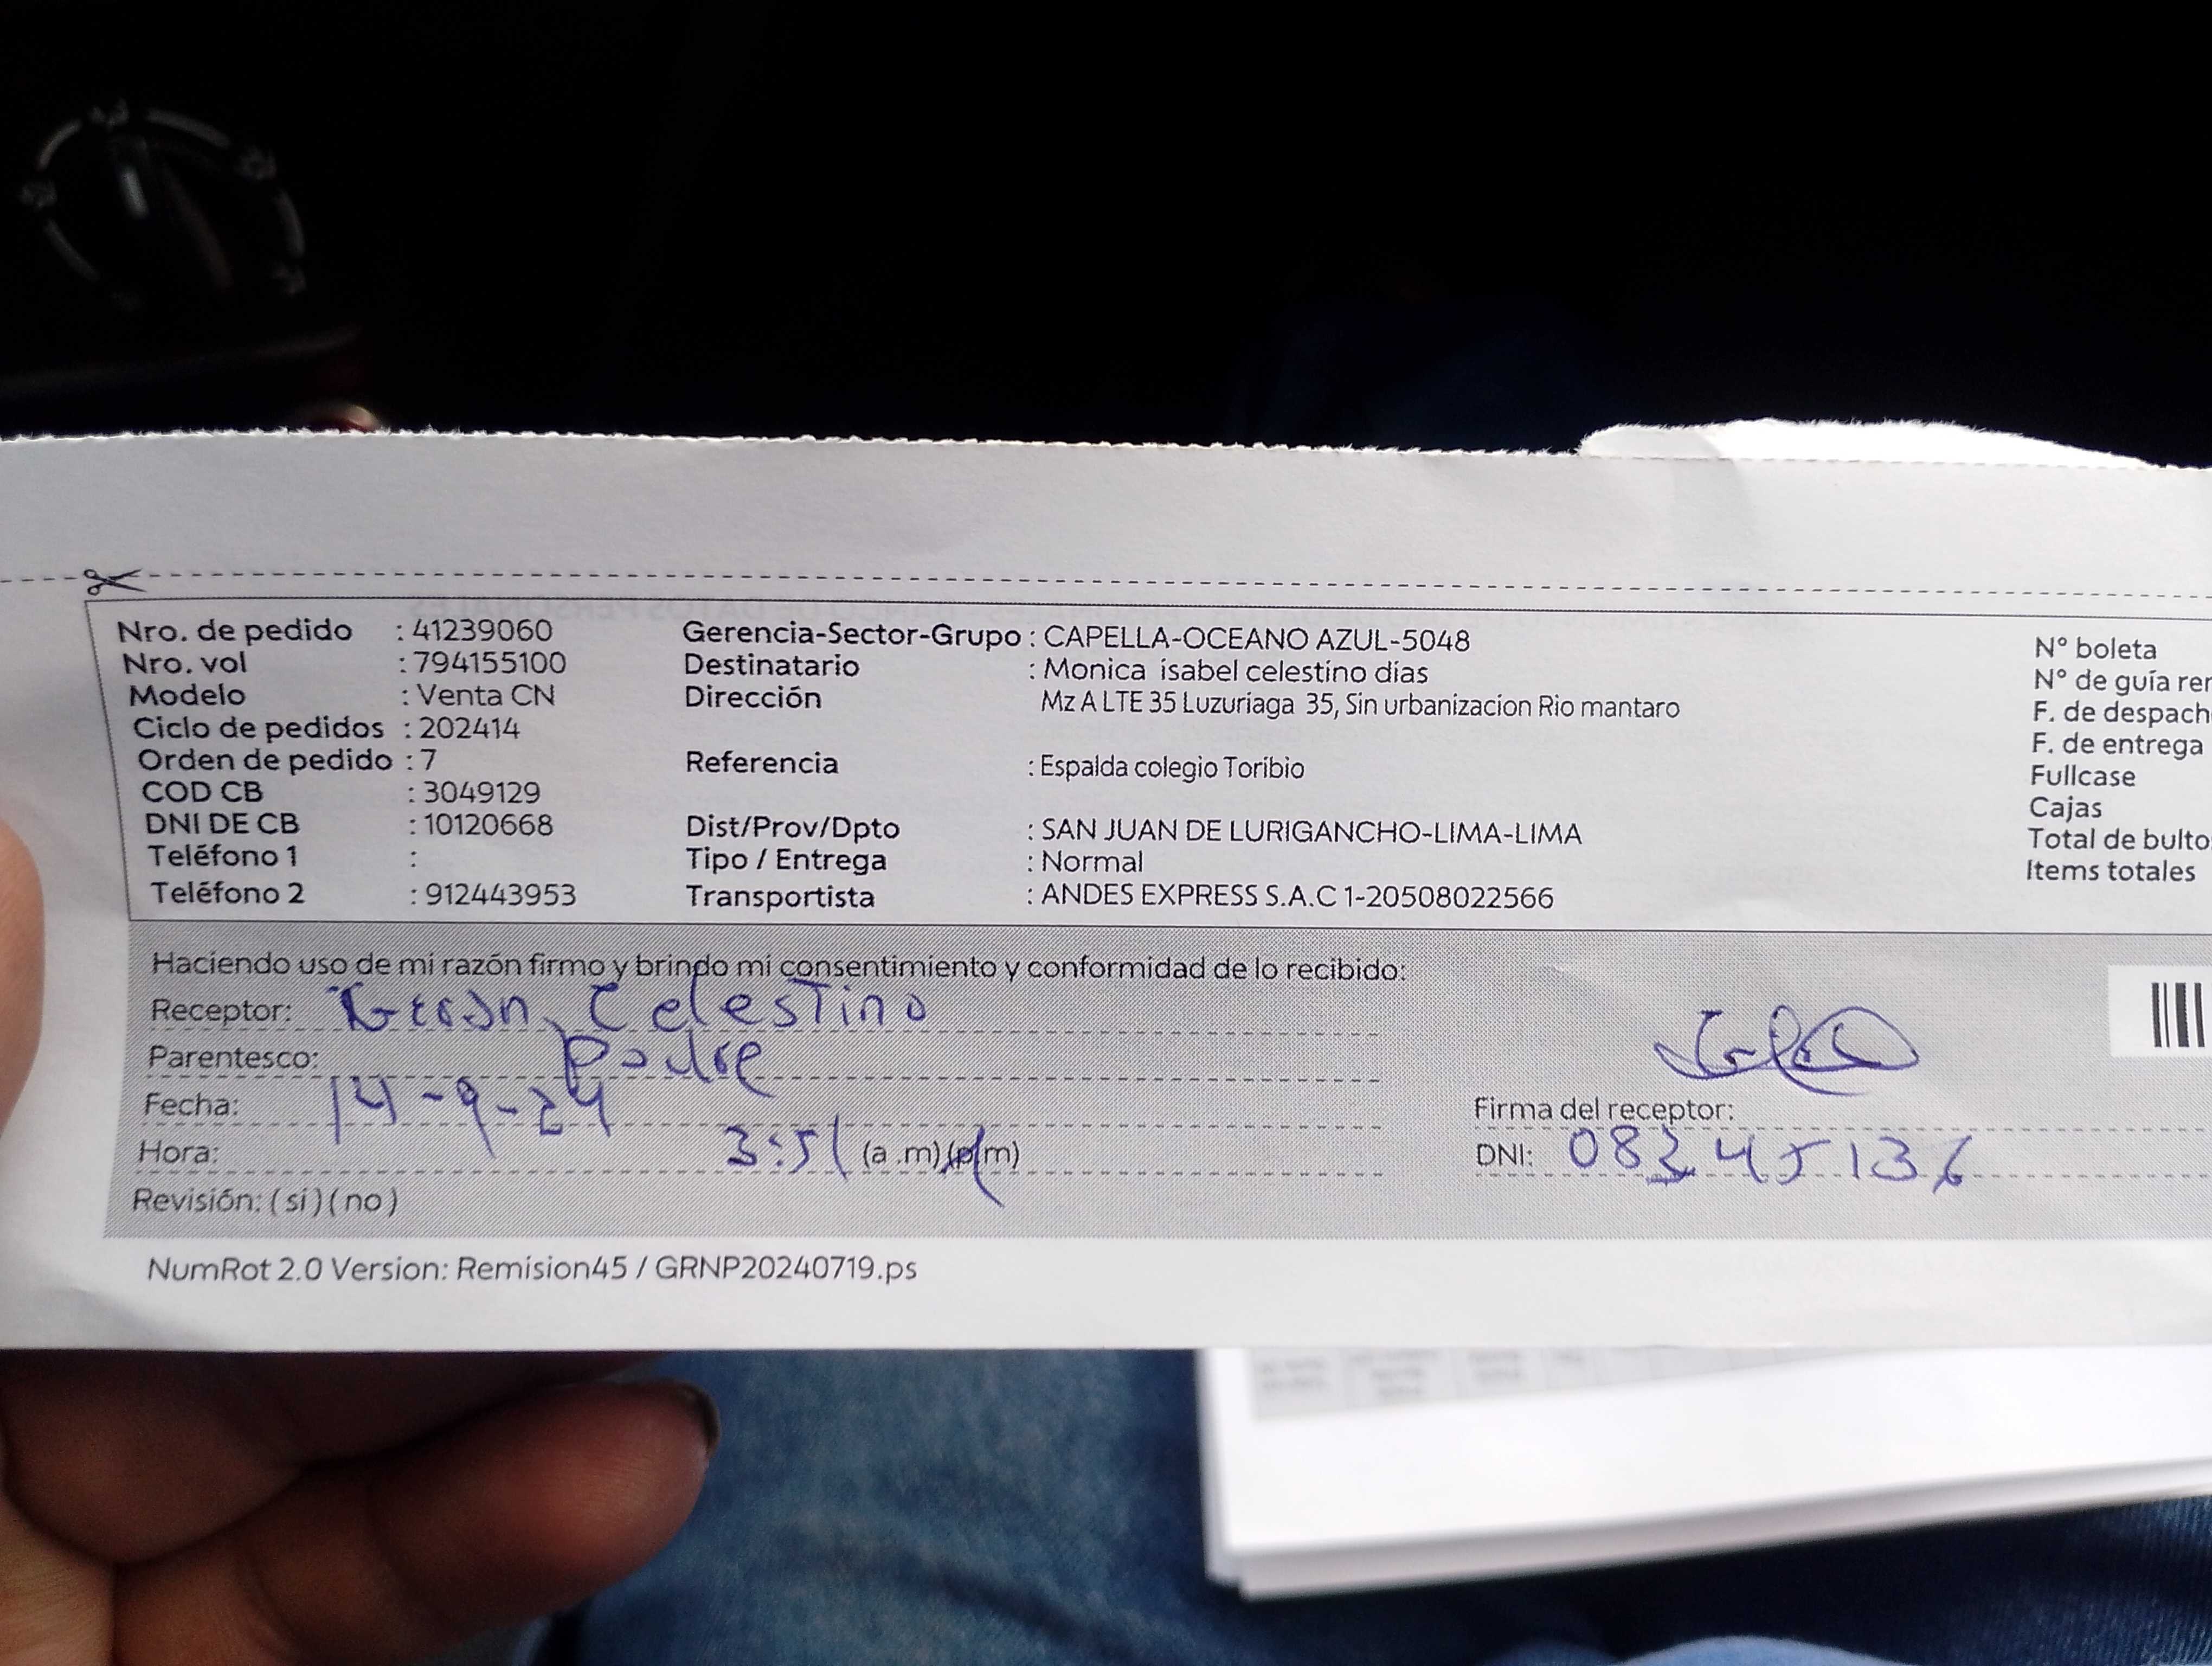 Nro. de pedido : 41239060 Gerencia-Sector-Grupo : CAPELLA-OCEANO AZUL-5048 N° boleta
Nro. vol : 794155100 Destinatario : Monica isabel celestino dias N° de guía rer
Modelo : Venta CN Dirección Mz A LTE 35 Luzuriaga 35, Sin urbanizacion Rio mantaro F. de despach
Ciclo de pedidos : 202414 F. de entrega
Orden de pedido : 7 Referencia : Espalda colegio Toribio Fullcase
COD CB : 3049129 Cajas
DNI DE CB : 10120668 Dist/Prov/Dpto : SAN JUAN DE LURIGANCHO-LIMA-LIMA Total de bulto
Teléfono 1 : Tipo / Entrega : Normal Items totales
Teléfono 2 : 912443953 Transportista : ANDES EXPRESS S.A.C 1-20508022566
Haciendo uso de mi razón firmo y brindo mi consentimiento y conformidad de lo recibido:
Receptor: Celestino
Parentesco: Padre
Fecha: 14-9-24 Firma del receptor:
Hora: 3:51 (a .m) (p/m) DNI: 08245136
Revisión: (si) (no)
NumRot 2.0 Version: Remision45 / GRNP20240719.ps